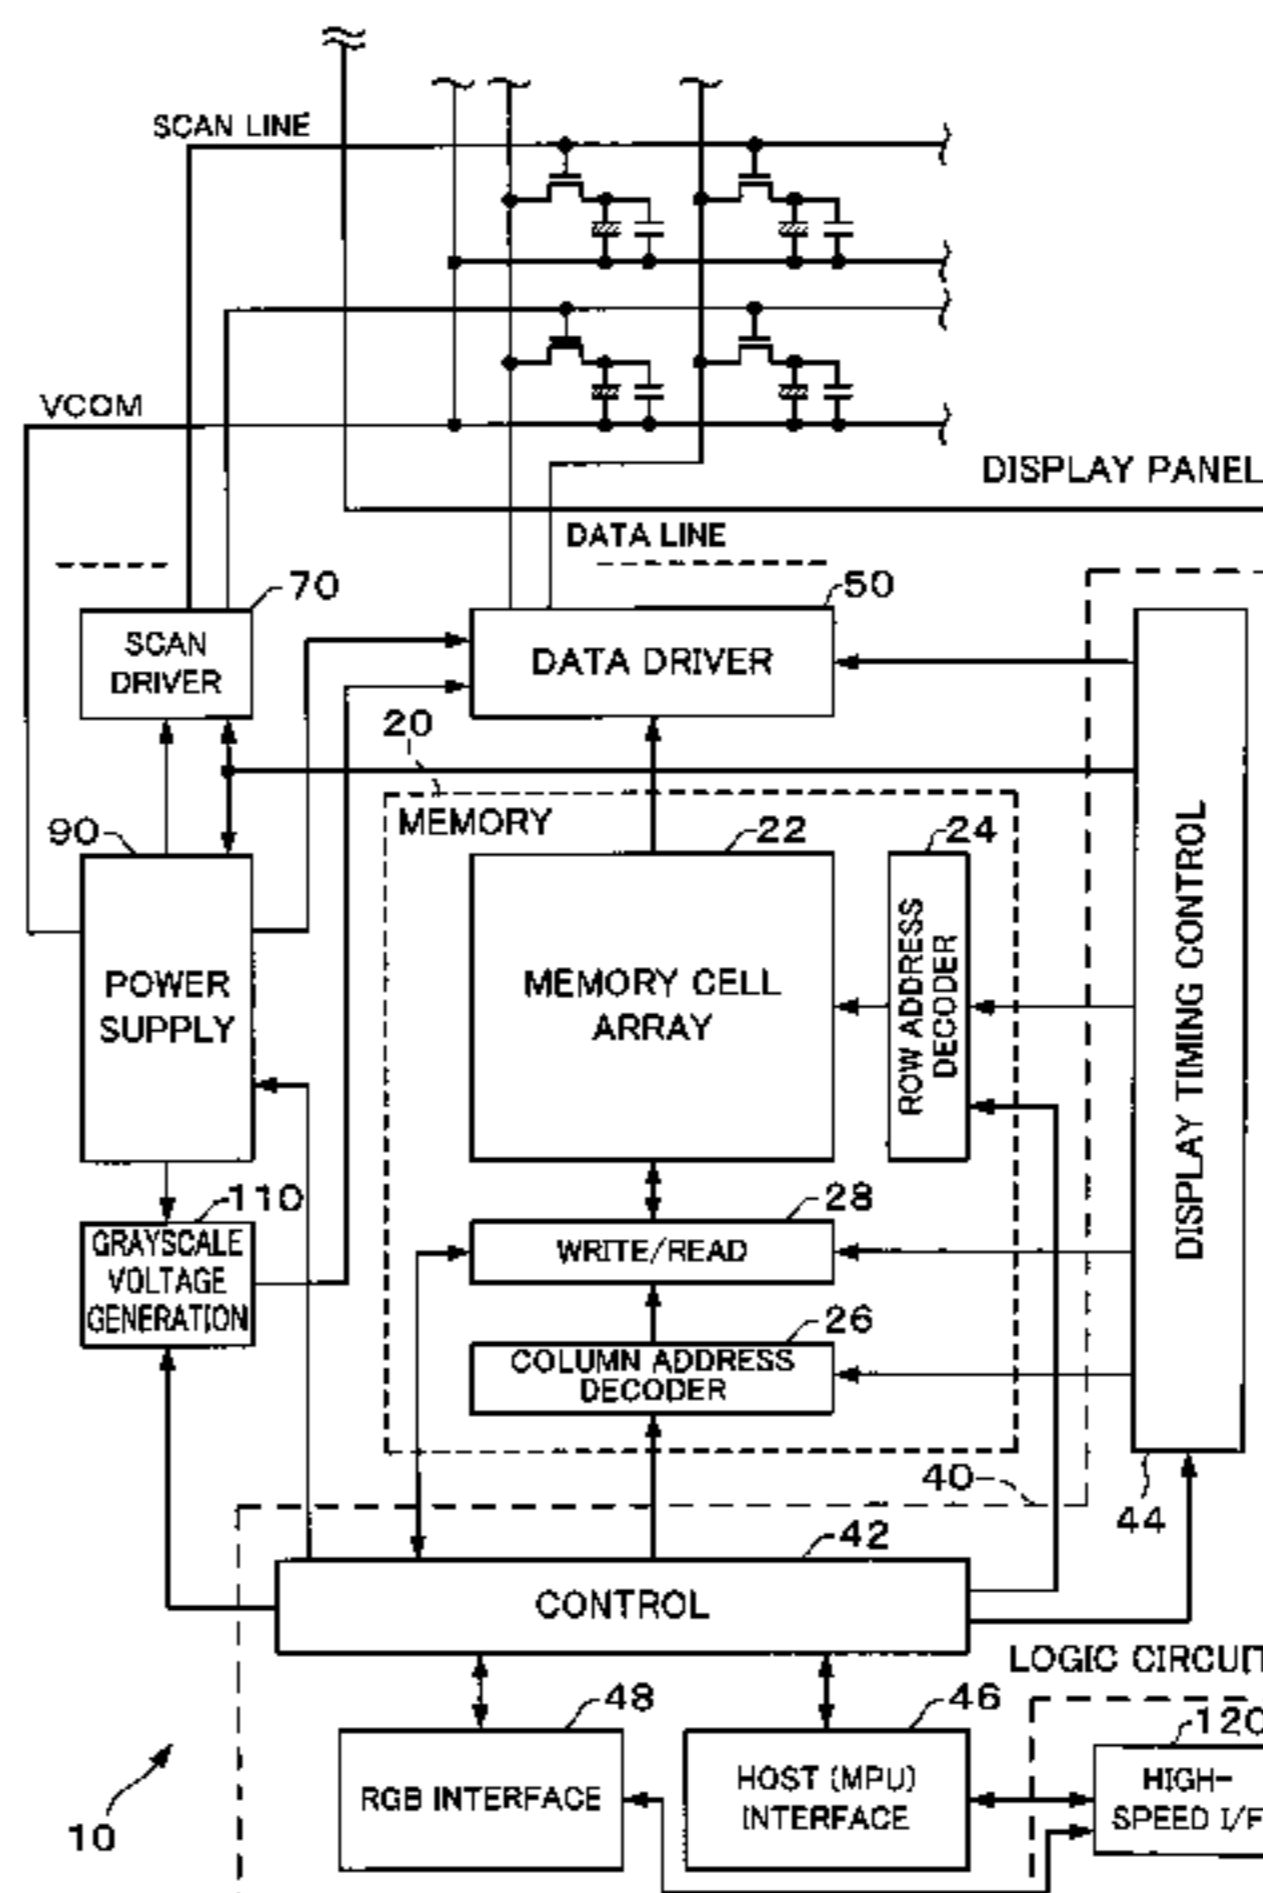 SCAN LINE
VCOM
DISPLAY PANEL
DATA LINE
70
50
SCAN
DRIVER
DATA DRIVER
20
MEMORY
90
22
24
POWER
SUPPLY
MEMORY CELL
ARRAY
ROW ADDRESS
DECODER
DISPLAY TIMING CONTROL
110
28
GRAYSCALE
VOLTAGE
GENERATION
WRITE/READ
26
COLUMN ADDRESS
DECODER
40
44
42
CONTROL
LOGIC CIRCUIT
48
46
120
RGB INTERFACE
HOST (MPU)
INTERFACE
HIGH-
SPEED I/F
10